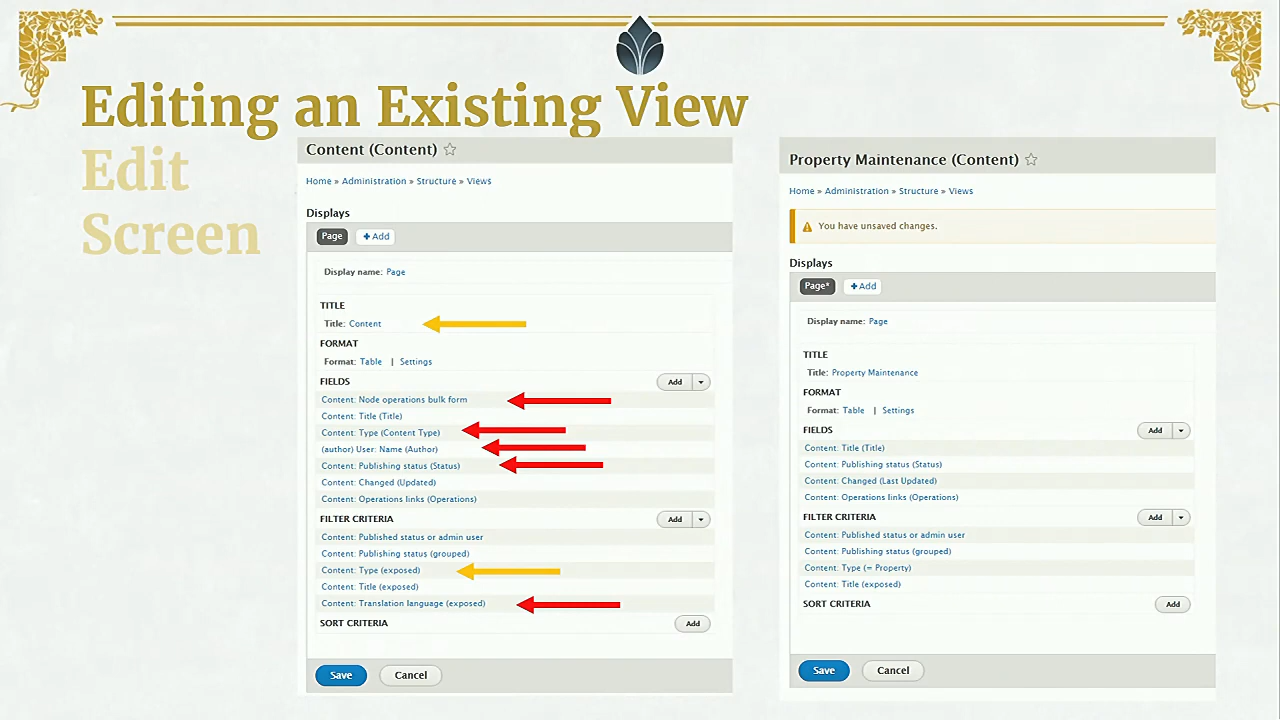 Editing an Existing View
Edit
Screen
Content (Content)
Home » Administration » Structure » Views
Displays
Page
+ Add
Display name: Page
TITLE
Title: Content
FORMAT
Format: Table | Settings
FIELDS
Add
Content: Node operations bulk form
Content: Title (Title)
Content: Type (Content Type)
(author) User: Name (Author)
Content: Publishing status (Status)
Content: Changed (Updated)
Content: Operations links (Operations)
FILTER CRITERIA
Add
Content: Published status or admin user
Content: Publishing status (grouped)
Content: Type (exposed)
Content: Title (exposed)
Content: Translation language (exposed)
SORT CRITERIA
Add
Save
Cancel
Property Maintenance (Content)
Home » Administration » Structure » Views
You have unsaved changes.
Displays
Page*
+ Add
Display name: Page
TITLE
Title: Property Maintenance
FORMAT
Format: Table | Settings
FIELDS
Add
Content: Title (Title)
Content: Publishing status (Status)
Content: Changed (Last Updated)
Content: Operations links (Operations)
FILTER CRITERIA
Add
Content: Published status or admin user
Content: Publishing status (grouped)
Content: Type (= Property)
Content: Title (exposed)
SORT CRITERIA
Add
Save
Cancel